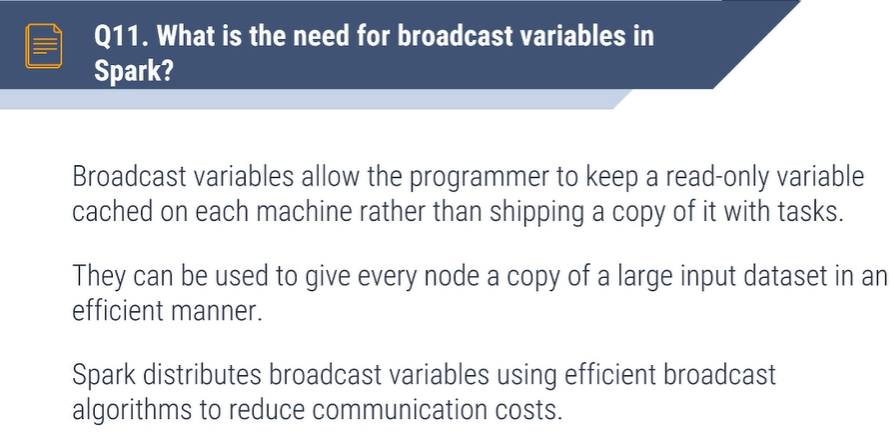 Q11. What is the need for broadcast variables in
Spark?
Broadcast variables allow the programmer to keep a read-only variable
cached on each machine rather than shipping a copy of it with tasks.
They can be used to give every node a copy of a large input dataset in an
efficient manner.
Spark distributes broadcast variables using efficient broadcast
algorithms to reduce communication costs.